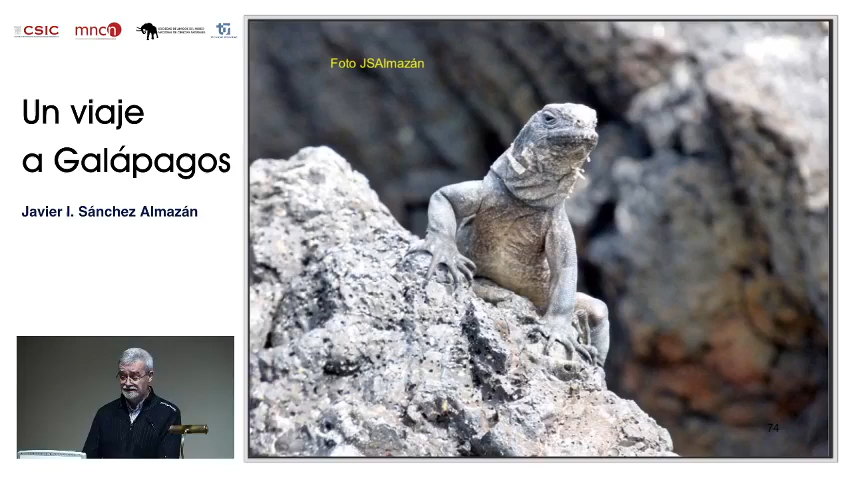 CSIC
mncn
Foto JSAlmazán
Un viaje
a Galápagos
Javier I. Sánchez Almazán
74